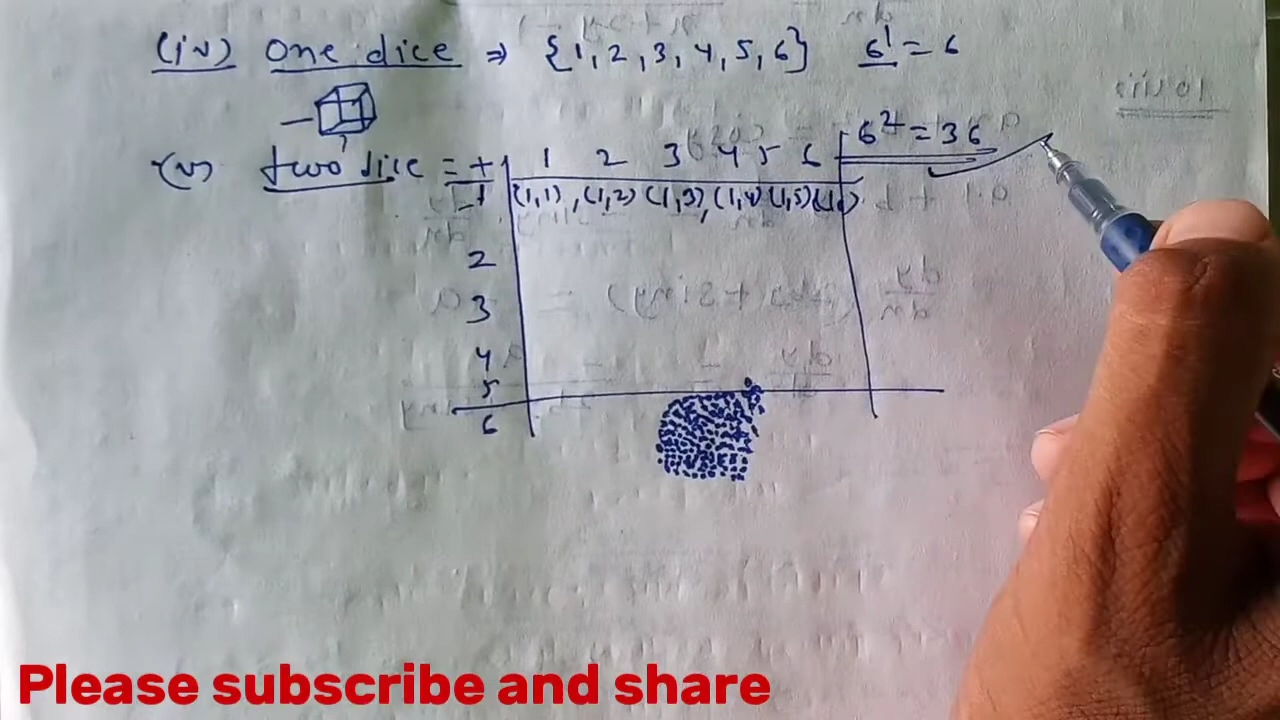 (iv) one dice ⇒ {1, 2, 3, 4, 5, 6} 6¹ = 6
(v) two dice = + 1 2 3 4 5 6 6² = 36
1 (1,1), (1,2) (1,3), (1,4) (1,5) (1,6)
2
3
4
5
6
Please subscribe and share